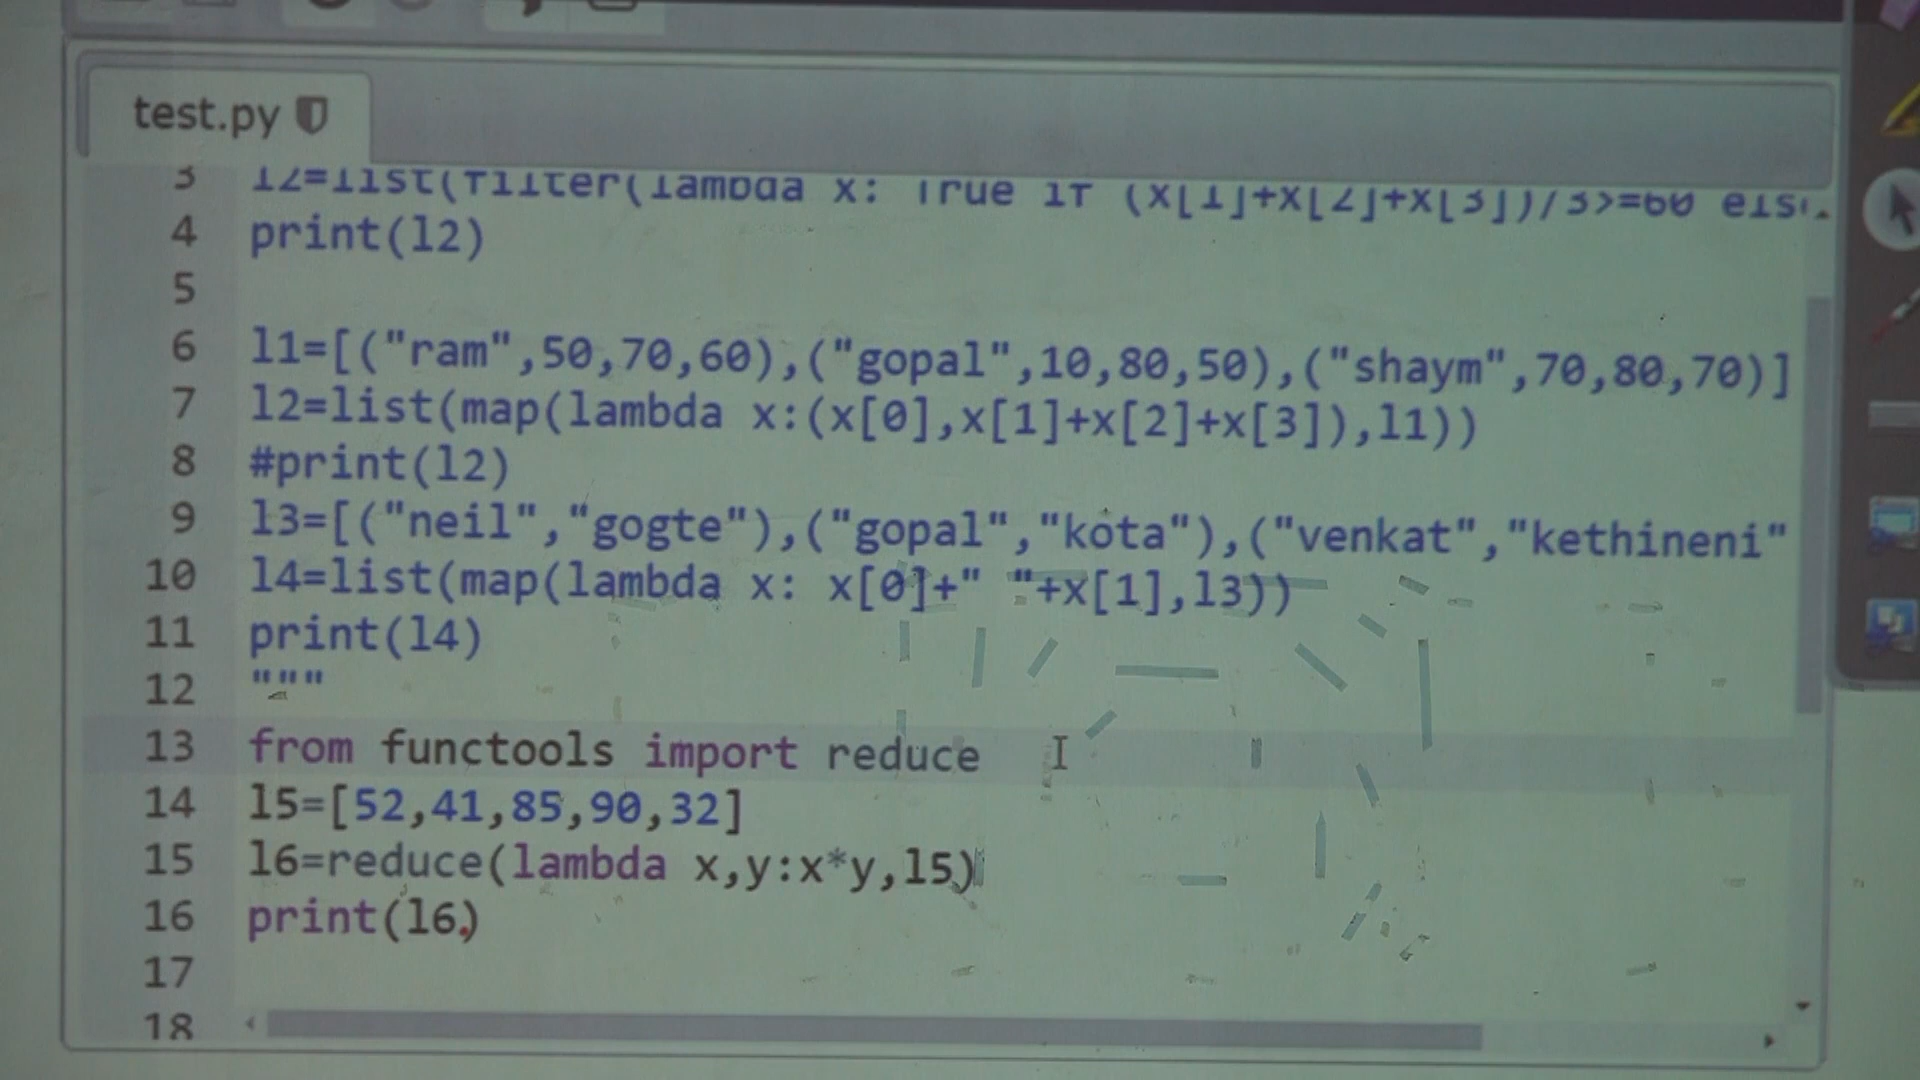 test.py
3 l2=list(filter(lambda x: True if (x[1]+x[2]+x[3])/3>=60 els
4 print(l2)
5
6 l1=[("ram",50,70,60),("gopal",10,80,50),("shaym",70,80,70)]
7 l2=list(map(lambda x:(x[0],x[1]+x[2]+x[3]),l1))
8 #print(l2)
9 l3=[("neil","gogte"),("gopal","kota"),("venkat","kethineni"
10 l4=list(map(lambda x: x[0]+" "+x[1],l3))
11 print(l4)
12 """
13 from functools import reduce
14 l5=[52,41,85,90,32]
15 l6=reduce(lambda x,y:x*y,l5)
16 print(l6)
17
18